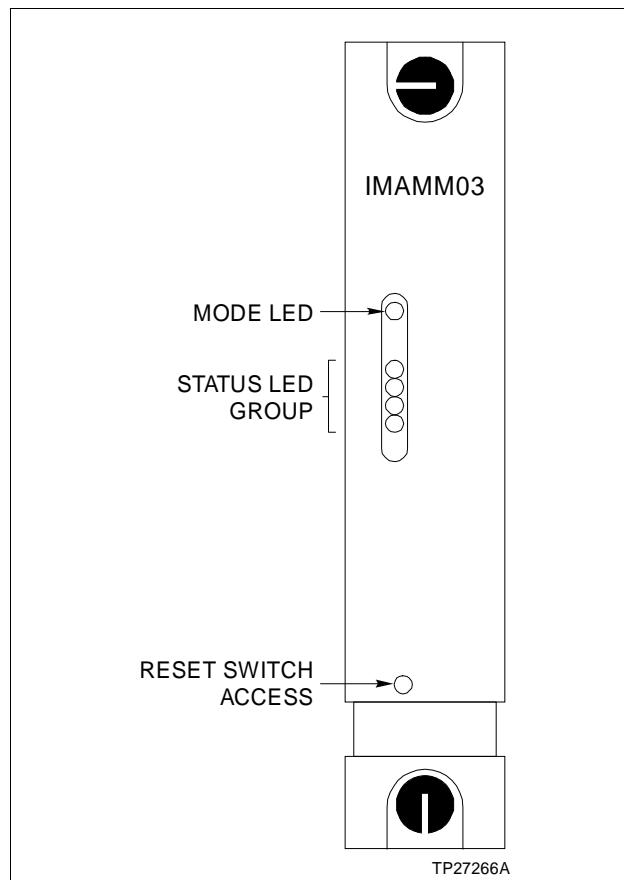 IMAMM03
MODE LED
STATUS LED
GROUP
RESET SWITCH
ACCESS
TP27266A